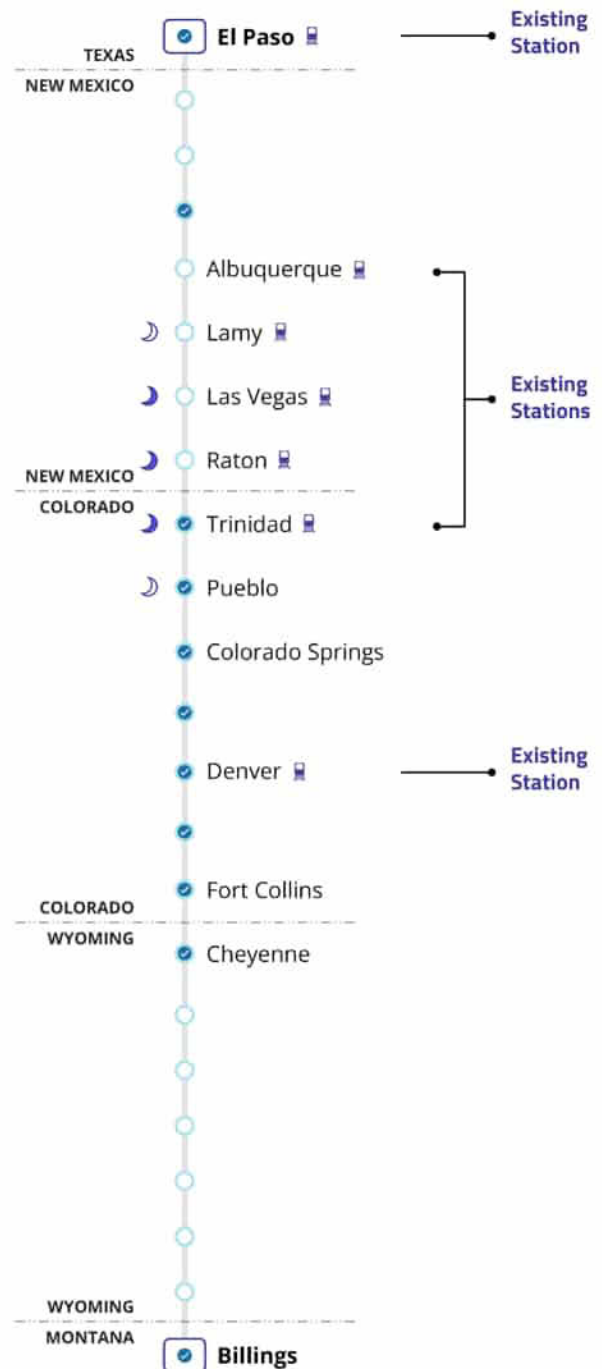 El Paso
Existing
Station
TEXAS
NEW MEXICO
Albuquerque
Lamy
Las Vegas
Existing
Stations
Raton
NEW MEXICO
COLORADO
Trinidad
Pueblo
Colorado Springs
Denver
Existing
Station
Fort Collins
COLORADO
WYOMING
Cheyenne
WYOMING
MONTANA
Billings